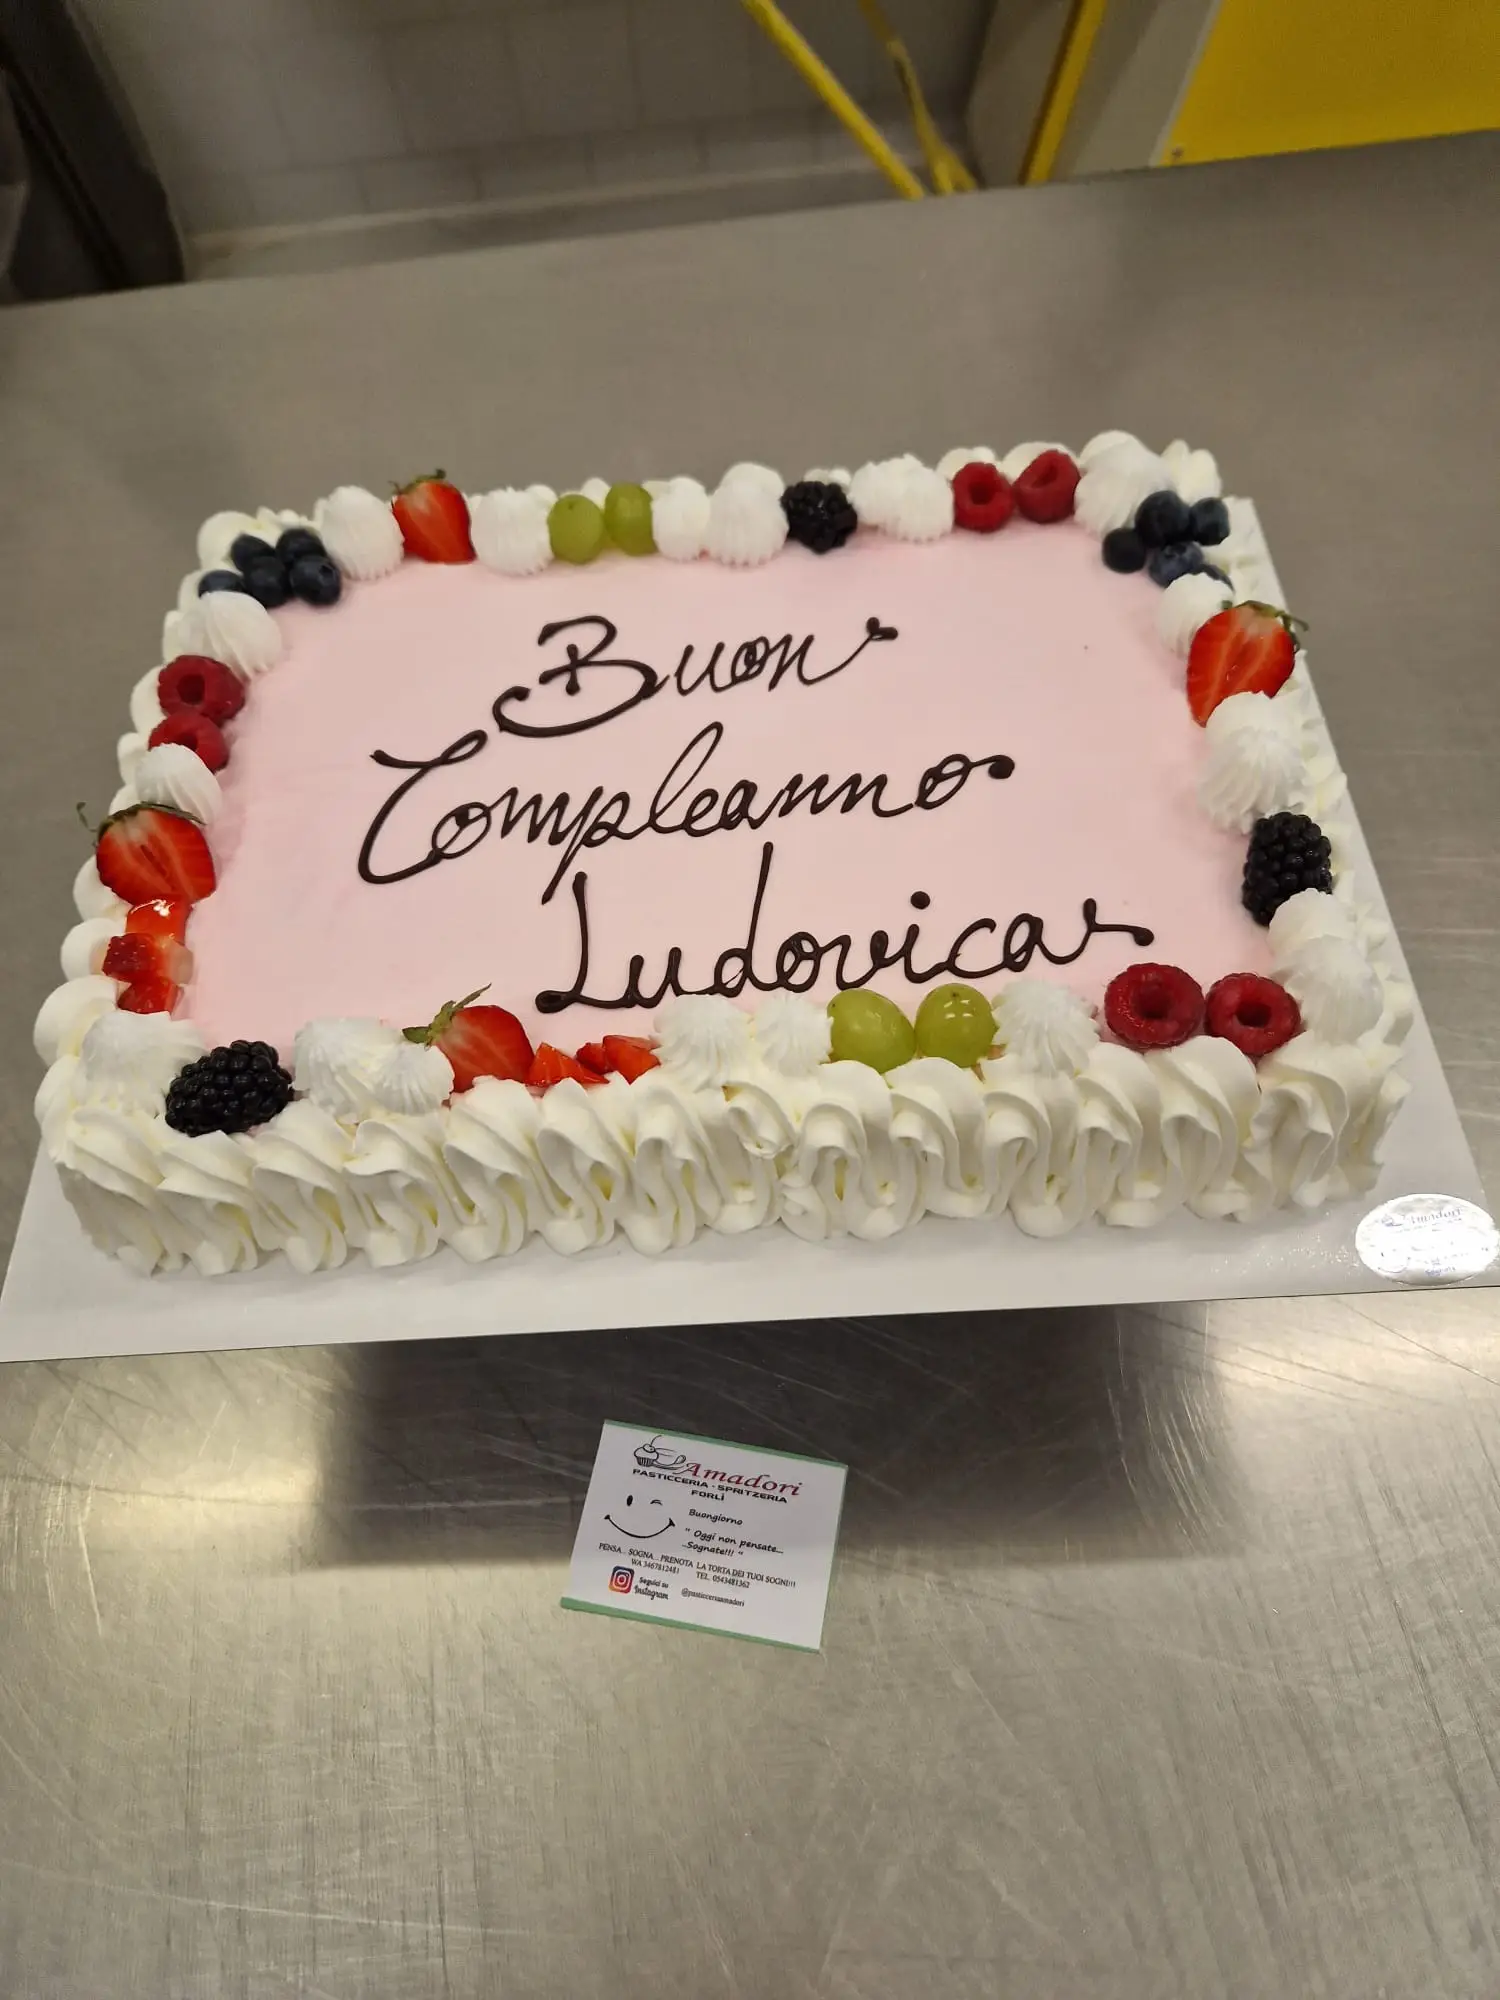 Buon
Compleanno
Ludovica
Amadori
Amadori
PASTICCERIA - SPRITZERIA
FORLÌ
Buongiorno
" Oggi non pensate...
..Sognate!!! "
PENSA... SOGNA... PRENOTA LA TORTA DEI TUOI SOGNI!!!
WA 3467812481 TEL. 0543481362
Seguici su
Instagram
@pasticceriaamadori